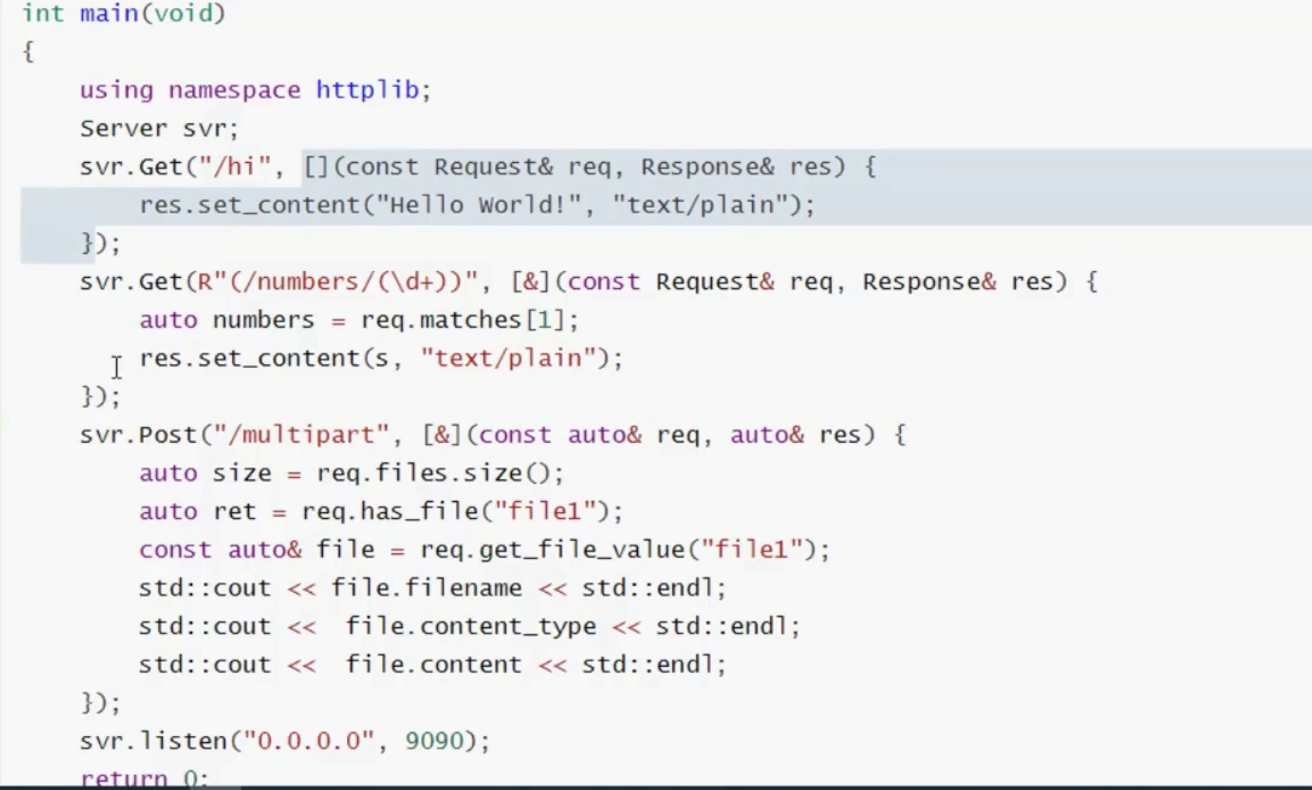 int main(void)
{
    using namespace httplib;
    Server svr;
    svr.Get("/hi", [](const Request& req, Response& res) {
        res.set_content("Hello World!", "text/plain");
    });
    svr.Get(R"(/numbers/(\d+))", [&](const Request& req, Response& res) {
        auto numbers = req.matches[1];
        res.set_content(s, "text/plain");
    });
    svr.Post("/multipart", [&](const auto& req, auto& res) {
        auto size = req.files.size();
        auto ret = req.has_file("file1");
        const auto& file = req.get_file_value("file1");
        std::cout << file.filename << std::endl;
        std::cout <<  file.content_type << std::endl;
        std::cout <<  file.content << std::endl;
    });
    svr.listen("0.0.0.0", 9090);
    return 0;